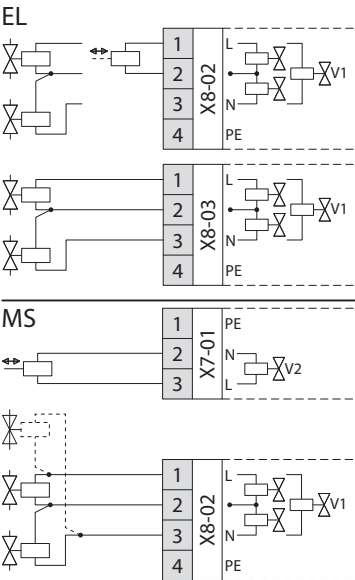 EL
1 L
2 X8-02 V1
3 N
4 PE
1 L
2 X8-03 V1
3 N
4 PE
MS
1 PE
2 X7-01 N
3 L V2
1 L
2 X8-02 V1
3 N
4 PE